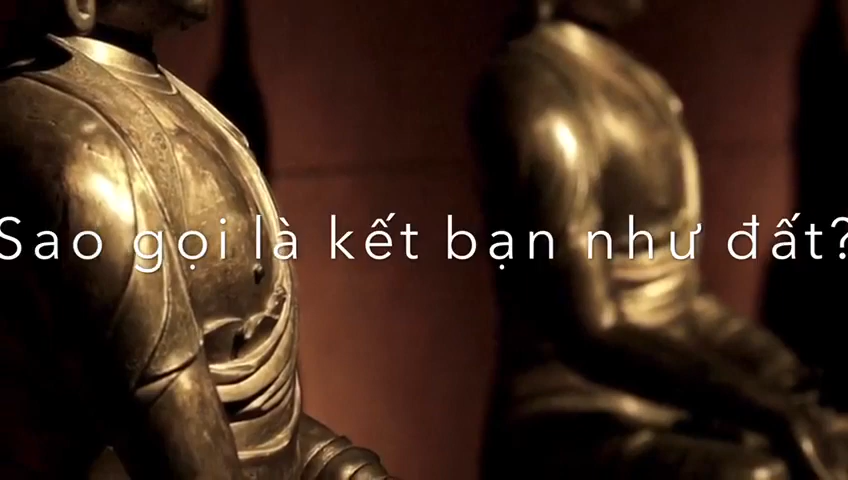 Sao gọi là kết bạn như đất?